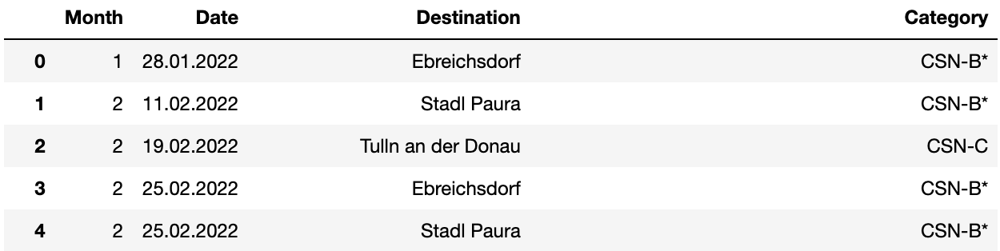 Month Date Destination Category
0 1 28.01.2022 Ebreichsdorf CSN-B*
1 2 11.02.2022 Stadl Paura CSN-B*
2 2 19.02.2022 Tulln an der Donau CSN-C
3 2 25.02.2022 Ebreichsdorf CSN-B*
4 2 25.02.2022 Stadl Paura CSN-B*